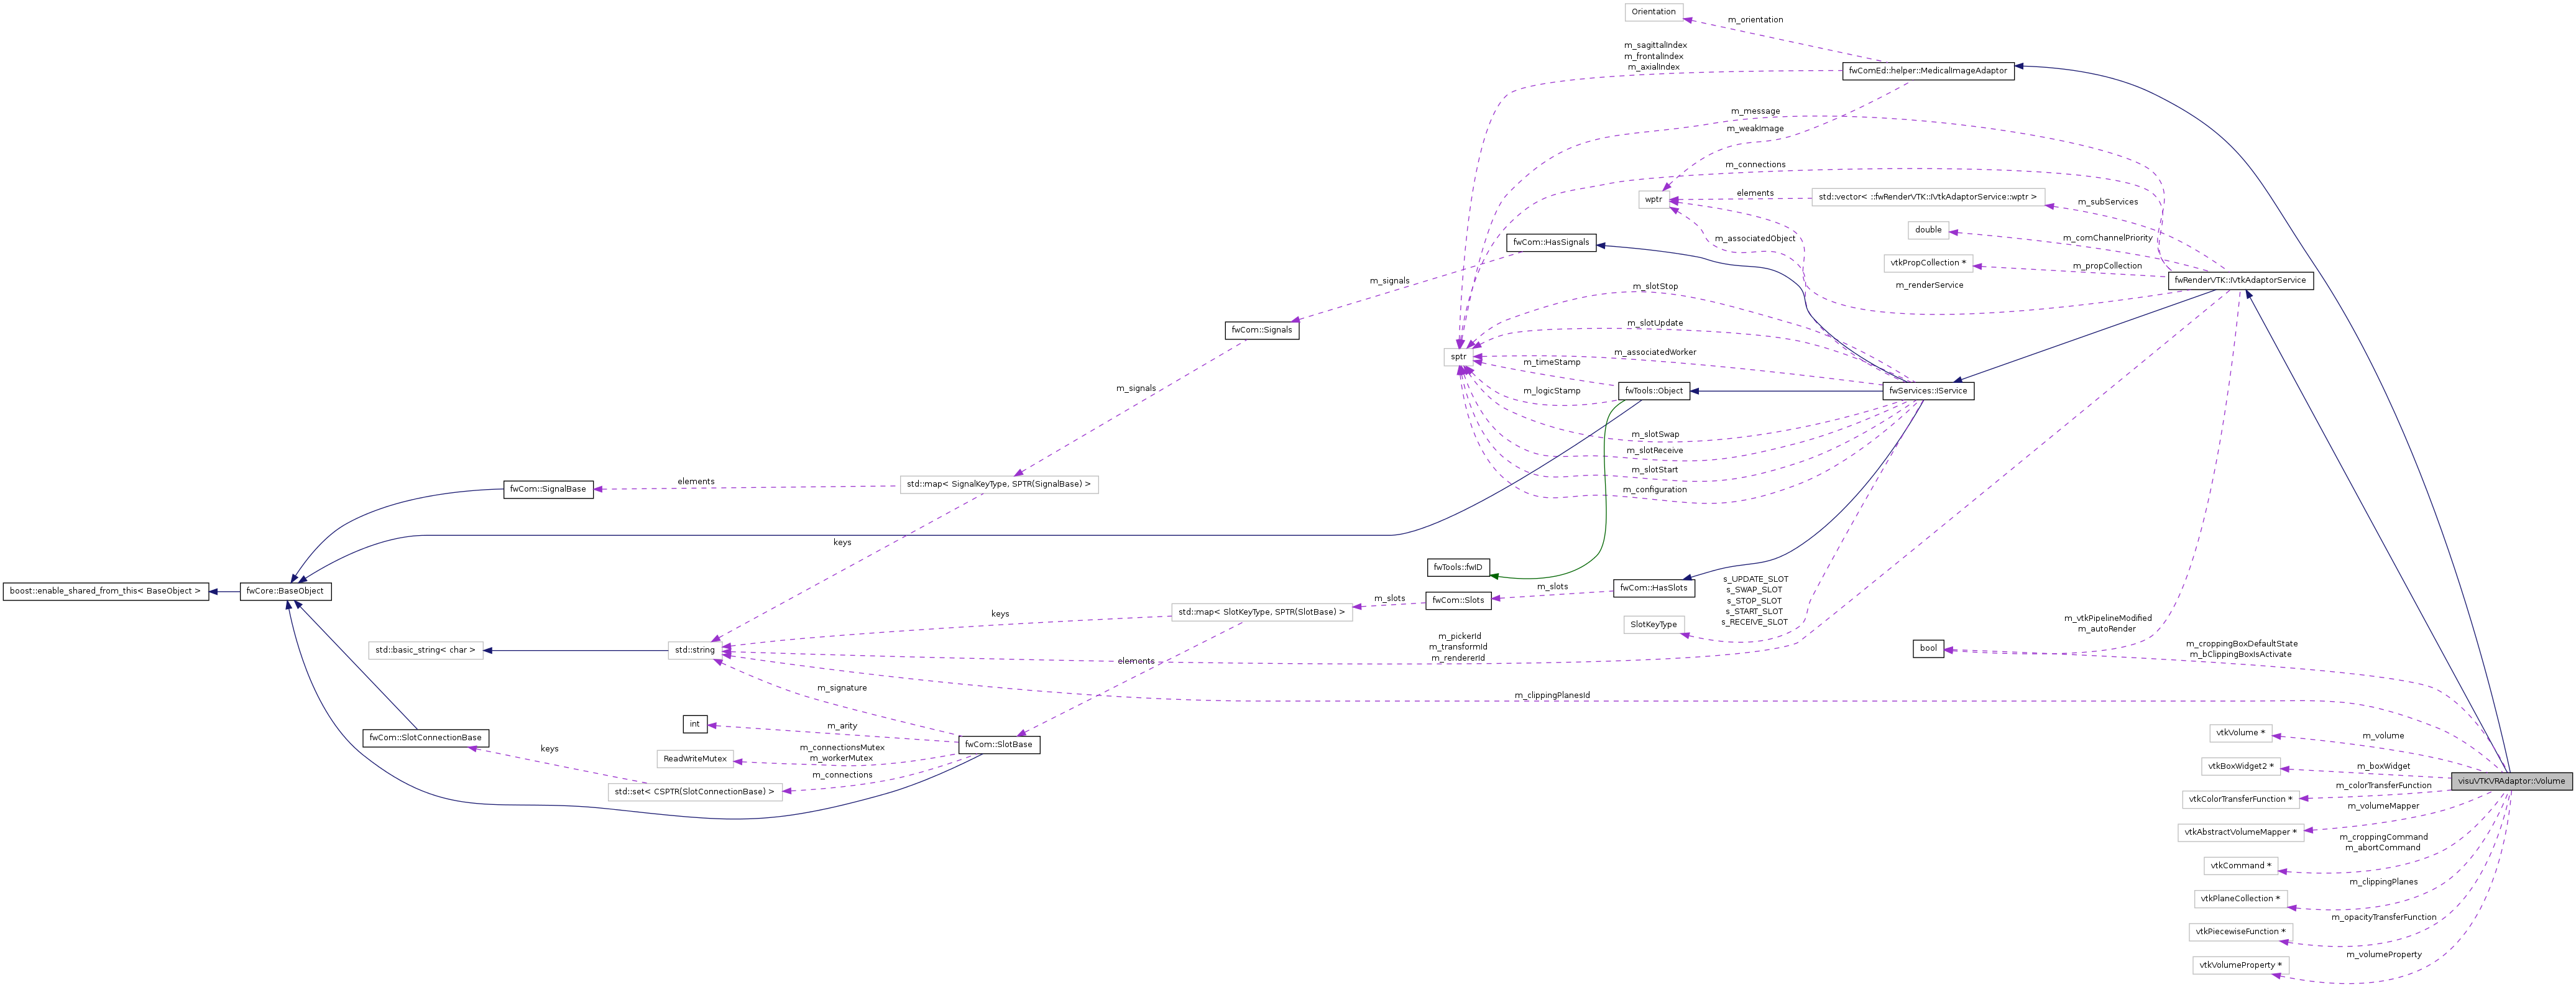 Orientation
m_orientation
m_sagittalIndex
m_frontalIndex
m_axialIndex
fwComEd::helper::MedicalImageAdaptor
m_message
m_weakImage
m_connections
elements
std::vector< ::fwRenderVTK::IVtkAdaptorService::wptr >
wptr
m_subServices
double
m_comChannelPriority
m_associatedObject
fwCom::HasSignals
vtkPropCollection *
m_propCollection
m_signals
m_renderService
fwRenderVTK::IVtkAdaptorService
m_slotStop
fwCom::Signals
m_slotUpdate
sptr
m_associatedWorker
m_timeStamp
m_signals
m_logicStamp
fwTools::Object
fwServices::IService
m_slotSwap
m_slotReceive
m_slotStart
m_configuration
fwCom::SignalBase
elements
std::map< SignalKeyType, SPTR(SignalBase) >
keys
fwTools::fwID
boost::enable_shared_from_this< BaseObject >
fwCore::BaseObject
m_slots
fwCom::HasSlots
m_slots
fwCom::Slots
std::map< SlotKeyType, SPTR(SlotBase) >
keys
s_UPDATE_SLOT
s_SWAP_SLOT
s_STOP_SLOT
s_START_SLOT
s_RECEIVE_SLOT
SlotKeyType
m_vtkPipelineModified
m_autoRender
std::basic_string< char >
std::string
m_pickerId
m_transformId
m_rendererId
bool
m_croppingBoxDefaultState
m_bClippingBoxIsActivate
elements
m_signature
m_clippingPlanesId
int
m_arity
fwCom::SlotConnectionBase
keys
ReadWriteMutex
m_connectionsMutex
m_workerMutex
fwCom::SlotBase
m_connections
std::set< CSPTR(SlotConnectionBase) >
vtkVolume *
m_volume
vtkBoxWidget2 *
m_boxWidget
visuVTKVRAdaptor::Volume
vtkColorTransferFunction *
m_colorTransferFunction
vtkAbstractVolumeMapper *
m_volumeMapper
vtkCommand *
m_croppingCommand
m_abortCommand
vtkPlaneCollection *
m_clippingPlanes
vtkPiecewiseFunction *
m_opacityTransferFunction
vtkVolumeProperty *
m_volumeProperty